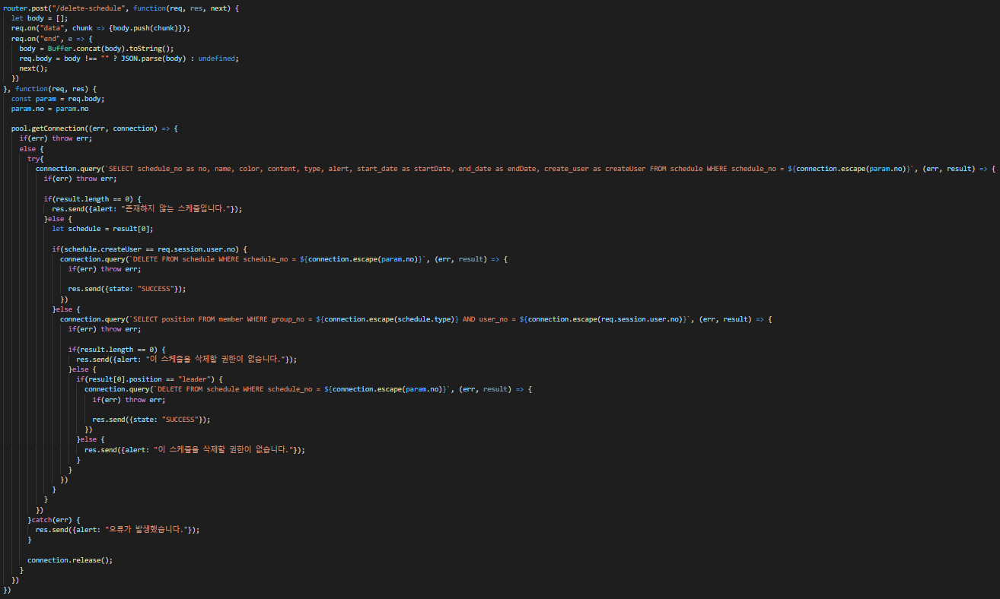 router.post("/delete-schedule", function(req, res, next) {
  let body = [];
  req.on("data", chunk => {body.push(chunk)});
  req.on("end", e => {
    body = Buffer.concat(body).toString();
    req.body = body !== "" ? JSON.parse(body) : undefined;
    next();
  })
}, function(req, res) {
  const param = req.body;
  param.no = param.no

  pool.getConnection((err, connection) => {
    if(err) throw err;
    else {
      try{
        connection.query(`SELECT schedule_no as no, name, color, content, type, alert, start_date as startDate, end_date as endDate, create_user as createUser FROM schedule WHERE schedule_no = ${connection.escape(param.no)}`, (err, result) => {
          if(err) throw err;

          if(result.length == 0) {
            res.send({alert: "존재하지 않는 스케줄입니다."});
          }else {
            let schedule = result[0];

            if(schedule.createUser == req.session.user.no) {
              connection.query(`DELETE FROM schedule WHERE schedule_no = ${connection.escape(param.no)}`, (err, result) => {
                if(err) throw err;

                res.send({state: "SUCCESS"});
              })
            }else {
              connection.query(`SELECT position FROM member WHERE group_no = ${connection.escape(schedule.type)} AND user_no = ${connection.escape(req.session.user.no)}`, (err, result) => {
                if(err) throw err;

                if(result.length == 0) {
                  res.send({alert: "이 스케줄을 삭제할 권한이 없습니다."});
                }else {
                  if(result[0].position == "leader") {
                    connection.query(`DELETE FROM schedule WHERE schedule_no = ${connection.escape(param.no)}`, (err, result) => {
                      if(err) throw err;

                      res.send({state: "SUCCESS"});
                    })
                  }else {
                    res.send({alert: "이 스케줄을 삭제할 권한이 없습니다."});
                  }
                }
              })
            }
          }
        })
      }catch(err) {
        res.send({alert: "오류가 발생했습니다."});
      }

      connection.release();
    }
  })
})